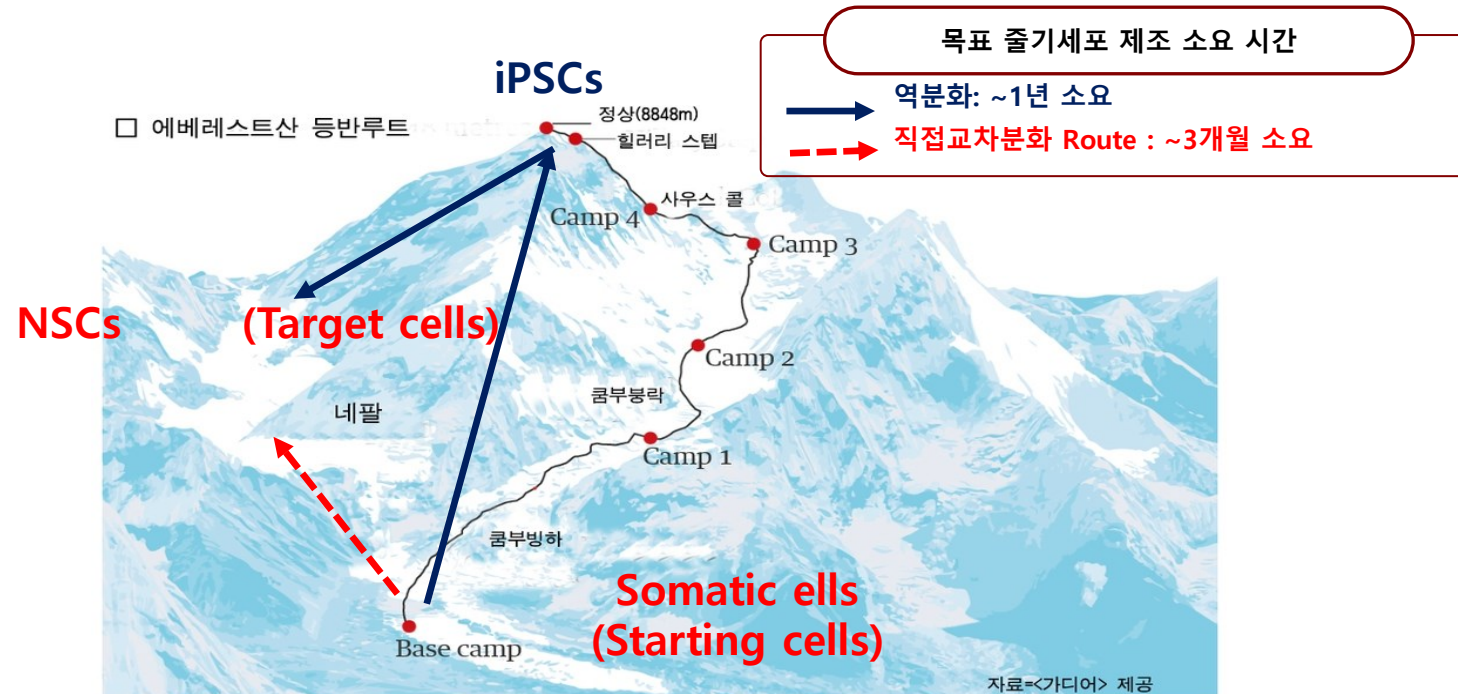 목표 줄기세포 제조 소요 시간
역분화: ~1년 소요
직접교차분화 Route : ~3개월 소요
iPSCs
□ 에베레스트산 등반루트
정상(8848m)
힐러리 스텝
사우스 콜
Camp 4
Camp 3
NSCs (Target cells)
Camp 2
쿰부붕락
네팔
Camp 1
쿰부빙하
Somatic ells
(Starting cells)
Base camp
자료=<가디어> 제공